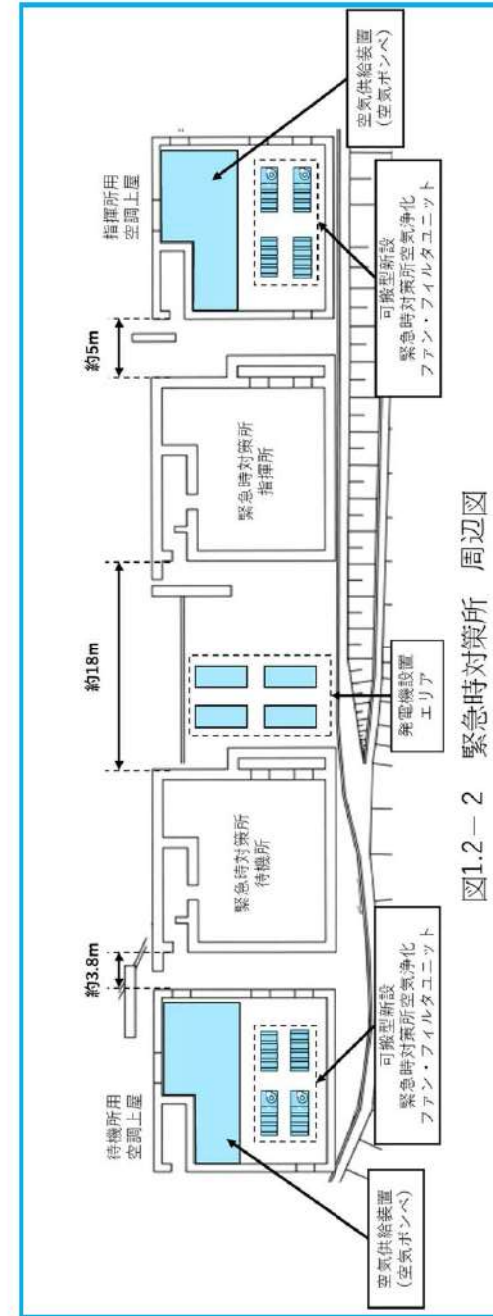 待機所用
空調上屋
約3.8m
約18m
約5m
指揮所用
空調上屋
緊急時対策所
待機所
緊急時対策所
指揮所
空気供給装置
(空気ボンベ)
可搬型新設
緊急時対策所空気浄化
ファン・フィルタユニット
発電機設置
エリア
可搬型新設
緊急時対策所空気浄化
ファン・フィルタユニット
空気供給装置
(空気ボンベ)
図1.2－2 緊急時対策所 周辺図